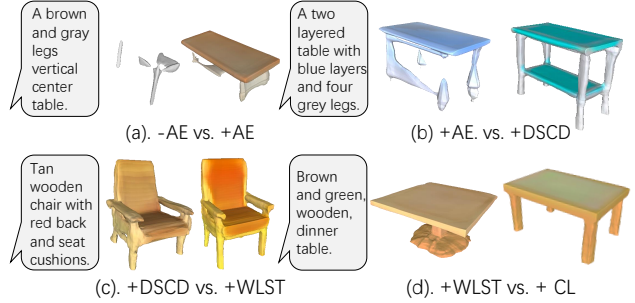 A brown
and gray
legs
vertical
center
table.
A two
layered
table with
blue layers
and four
grey legs.
(a). -AE vs. +AE
(b) +AE. vs. +DSCD
Tan
wooden
chair with
red back
and seat
cushions.
Brown
and green,
wooden,
dinner
table.
(c). +DSCD vs. +WLST
(d). +WLST vs. + CL